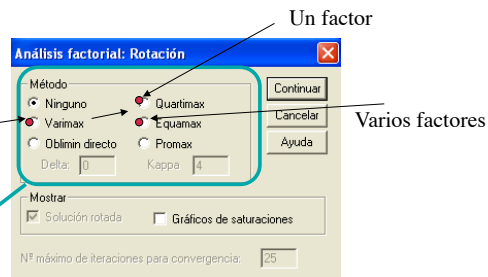 Un factor
Análisis factorial: Rotación
Método
Ninguno
Quartimax
Continuar
Varimax
Equamax
Cancelar
Varios factores
Oblimin directo
Promax
Ayuda
Delta: 0
Kappa 4
Mostrar
Solución rotada
Gráficos de saturaciones
Nº máximo de iteraciones para convergencia: 25